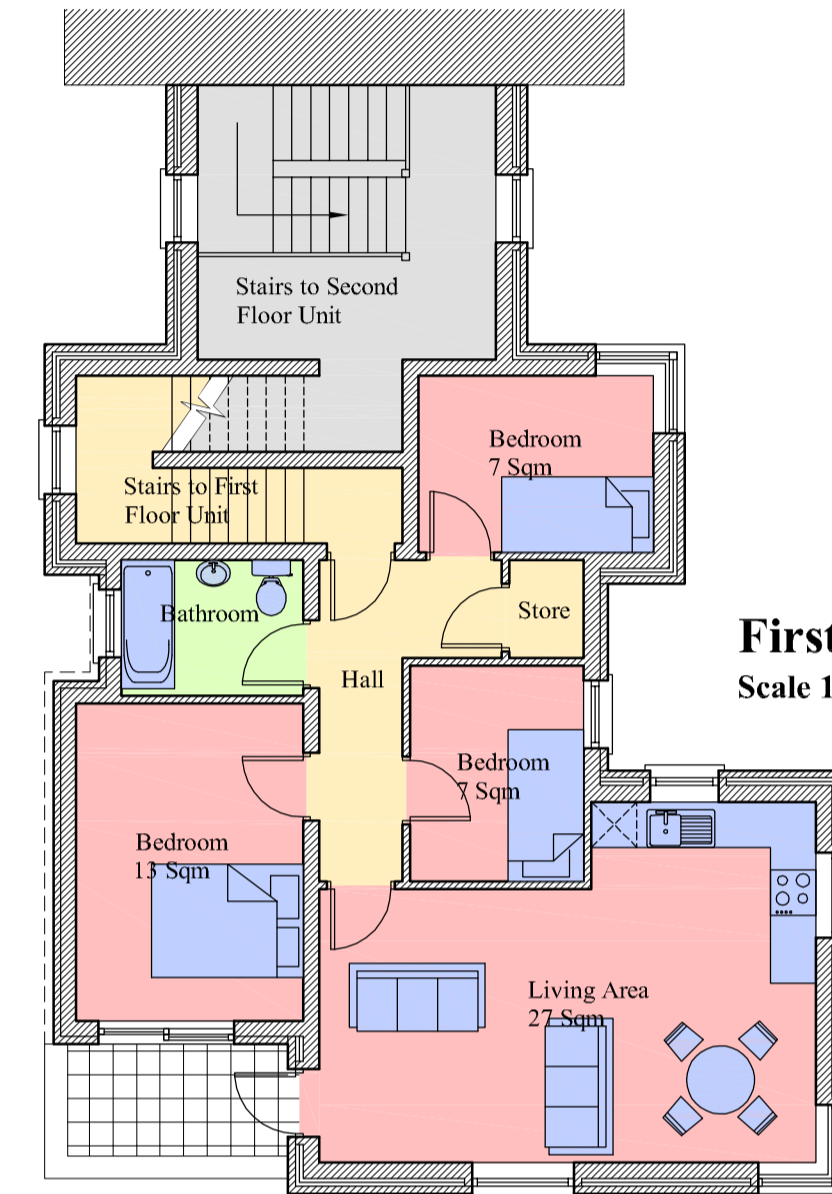 Stairs to Second
Floor Unit
Bedroom
7 Sqm
Stairs to First
Floor Unit
Bathroom
Store
Hall
First
Scale 1
Bedroom
7 Sqm
Bedroom
13 Sqm
Living Area
27 Sqm